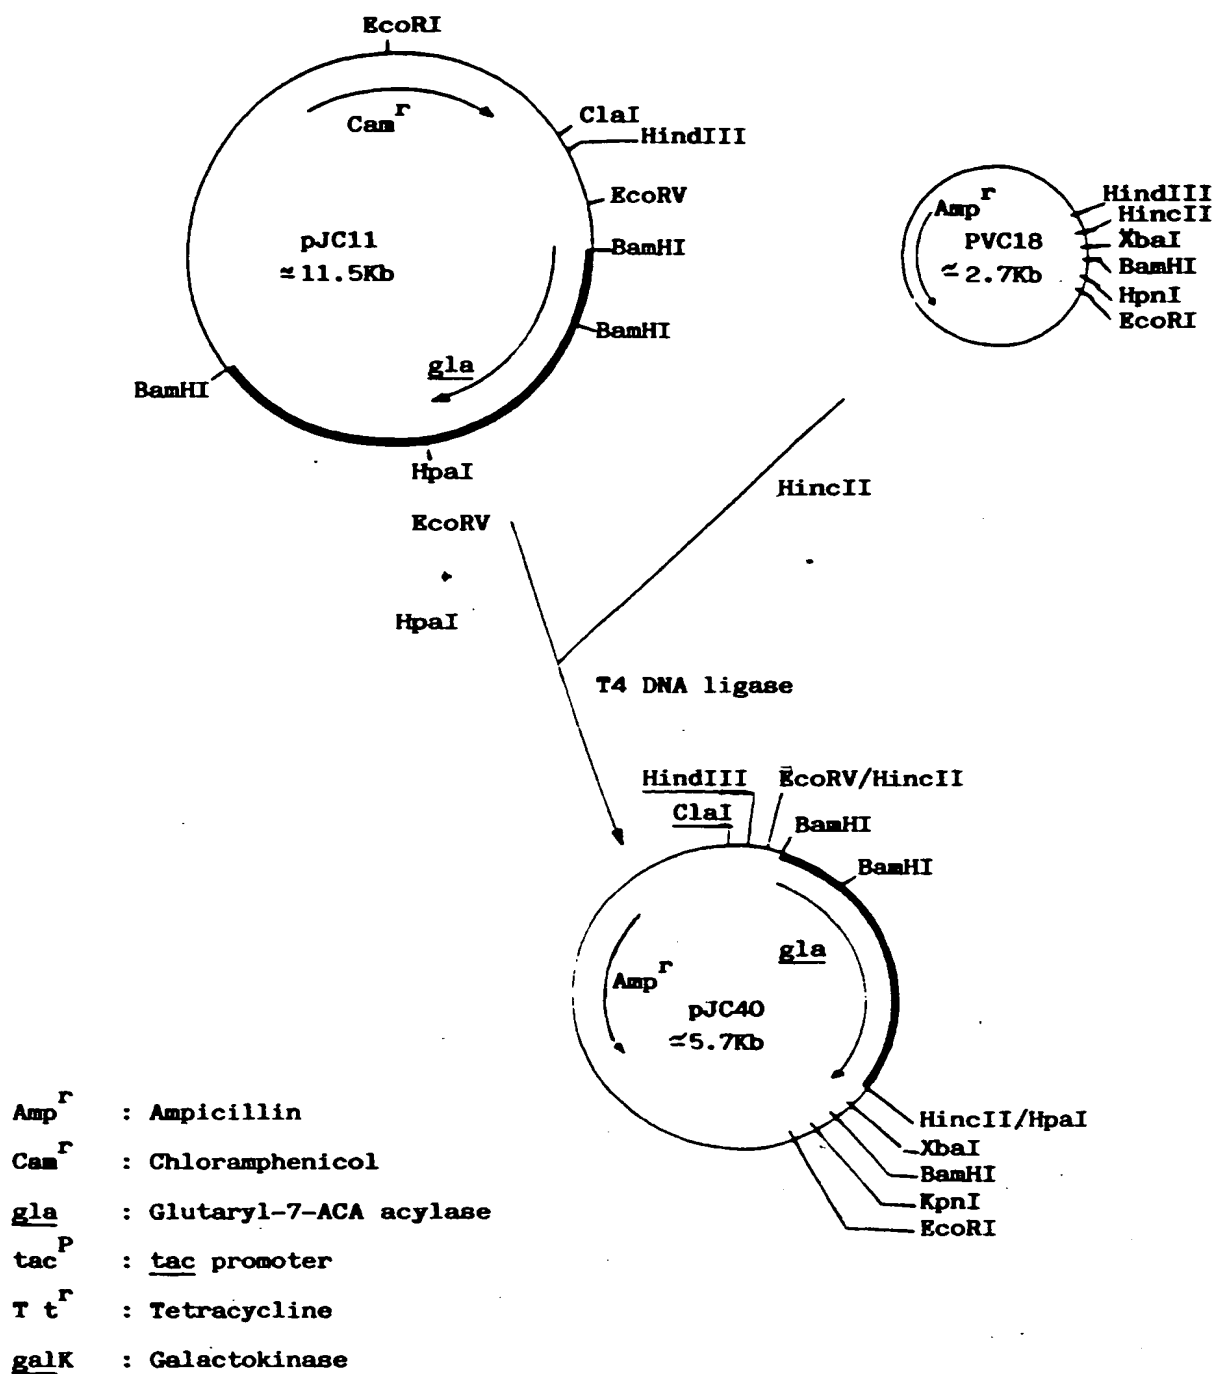 EcoRI
Cam r
ClaI
HindIII
EcoRV
BamHI
BamHI
pJC11
≃11.5Kb
gla
BamHI
HpaI
Amp r
PVC18
≃2.7Kb
HindIII
HincII
XbaI
BamHI
HpnI
EcoRI
EcoRV
HpaI
HincII
T4 DNA ligase
HindIII
EcoRV/HincII
ClaI
BamHI
BamHI
gla
Amp r
pJC40
≃5.7Kb
HincII/HpaI
XbaI
BamHI
KpnI
EcoRI
Amp r : Ampicillin
Cam r : Chloramphenicol
gla : Glutaryl-7-ACA acylase
tac P : tac promoter
T t r : Tetracycline
galK : Galactokinase